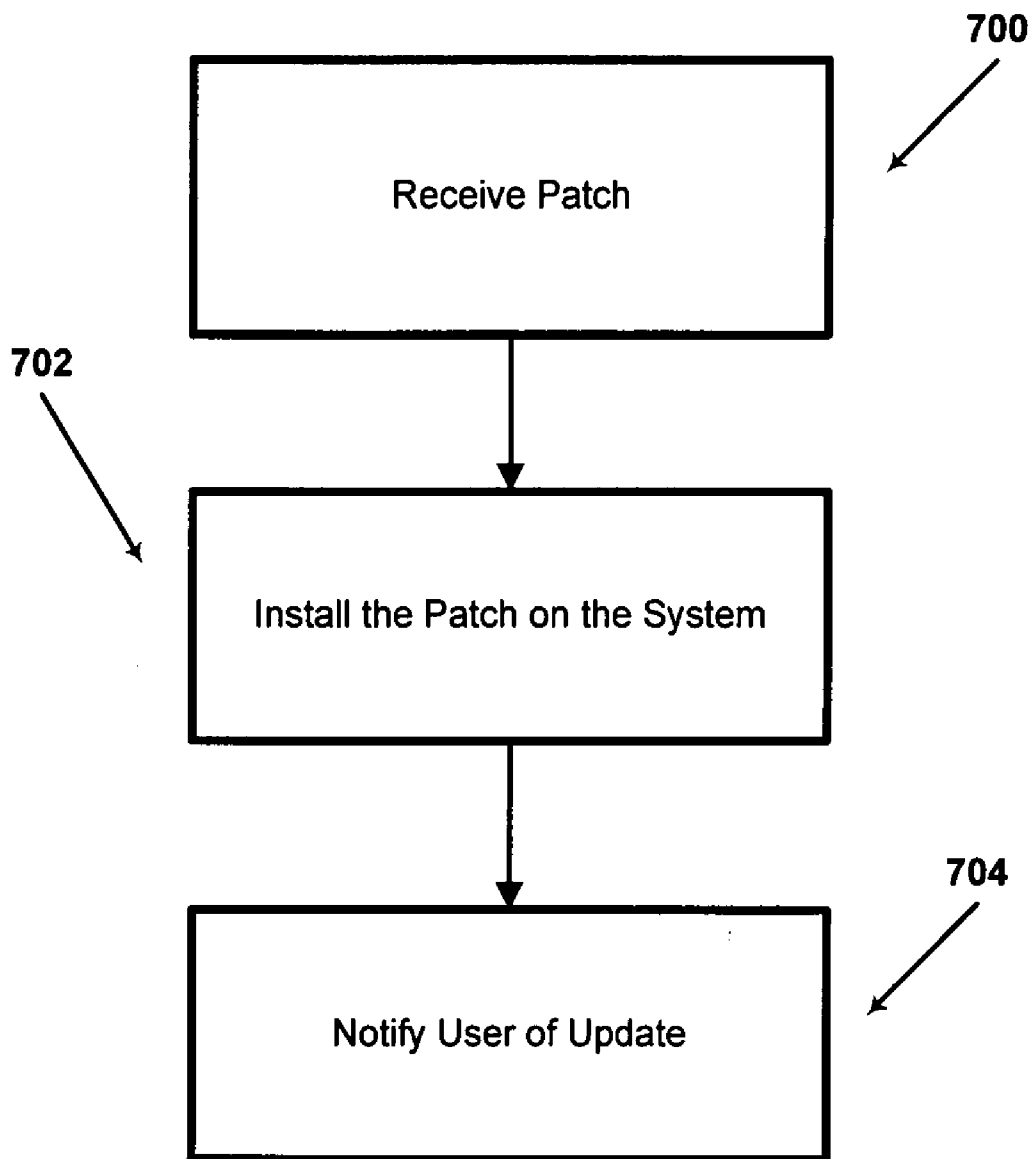 700
Receive Patch
702
Install the Patch on the System
704
Notify User of Update